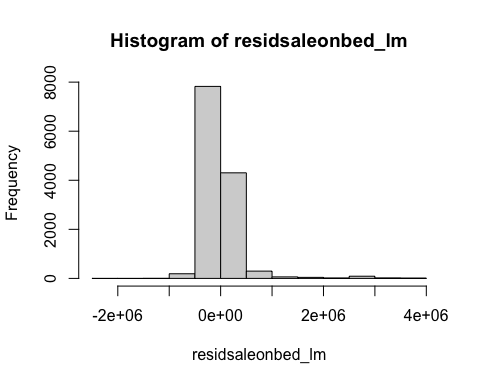 Histogram of residsaleonbed_lm
Frequency
8000
6000
4000
2000
0
-2e+06 0e+00 2e+06 4e+06
residsaleonbed_lm